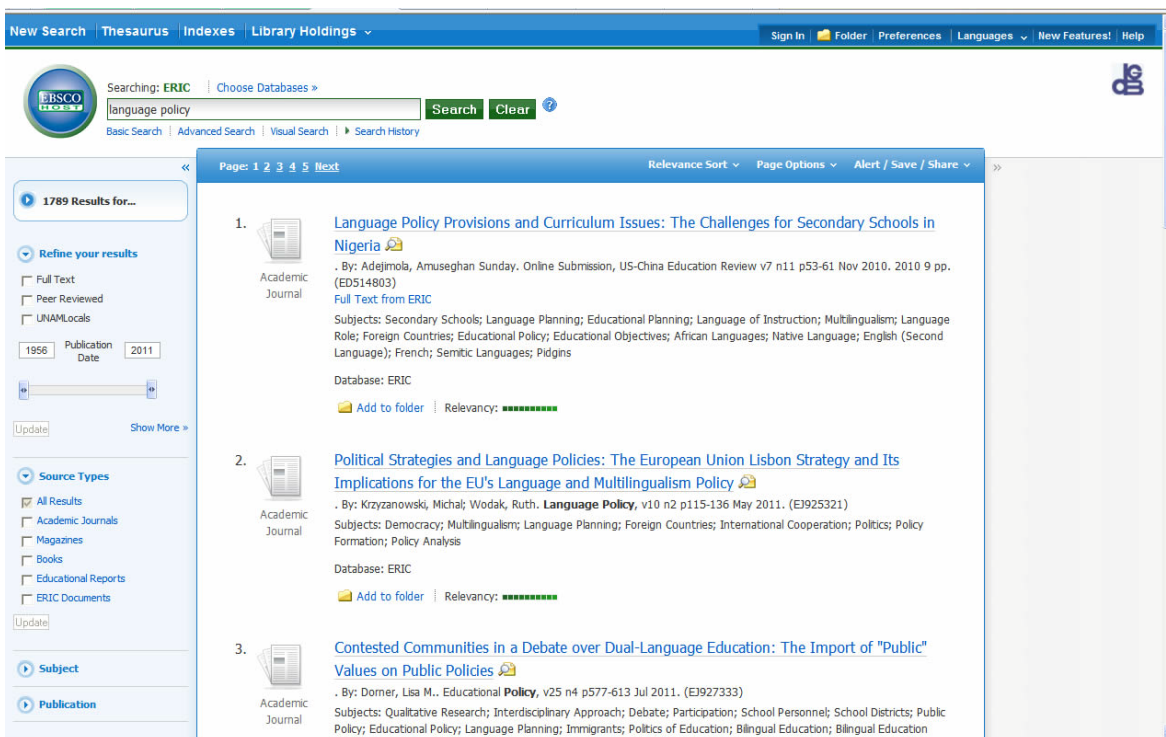 New Search Thesaurus Indexes Library Holdings
Sign In Folder Preferences Languages New Features! Help
EBSCO
HOST
Searching: ERIC Choose Databases »
language policy
Search Clear ?
Basic Search Advanced Search Visual Search Search History
«
1789 Results for...
Refine your results
Full Text
Peer Reviewed
UNAMLocals
1956 Publication Date 2011
Update Show More »
Source Types
All Results
Academic Journals
Magazines
Books
Educational Reports
ERIC Documents
Update
Subject
Publication
Page: 1 2 3 4 5 Next Relevance Sort Page Options Alert / Save / Share »
1.
Academic
Journal
Language Policy Provisions and Curriculum Issues: The Challenges for Secondary Schools in
Nigeria
. By: Adejimola, Amuseghan Sunday. Online Submission, US-China Education Review v7 n11 p53-61 Nov 2010. 2010 9 pp.
(ED514803)
Full Text from ERIC
Subjects: Secondary Schools; Language Planning; Educational Planning; Language of Instruction; Multilingualism; Language
Role; Foreign Countries; Educational Policy; Educational Objectives; African Languages; Native Language; English (Second
Language); French; Semitic Languages; Pidgins
Database: ERIC
Add to folder Relevancy:
2.
Academic
Journal
Political Strategies and Language Policies: The European Union Lisbon Strategy and Its
Implications for the EU's Language and Multilingualism Policy
. By: Krzyzanowski, Michal; Wodak, Ruth. Language Policy, v10 n2 p115-136 May 2011. (EJ925321)
Subjects: Democracy; Multilingualism; Language Planning; Foreign Countries; International Cooperation; Politics; Policy
Formation; Policy Analysis
Database: ERIC
Add to folder Relevancy:
3.
Academic
Journal
Contested Communities in a Debate over Dual-Language Education: The Import of "Public"
Values on Public Policies
. By: Dorner, Lisa M.. Educational Policy, v25 n4 p577-613 Jul 2011. (EJ927333)
Subjects: Qualitative Research; Interdisciplinary Approach; Debate; Participation; School Personnel; School Districts; Public
Policy; Educational Policy; Language Planning; Immigrants; Politics of Education; Bilingual Education; Bilingual Education